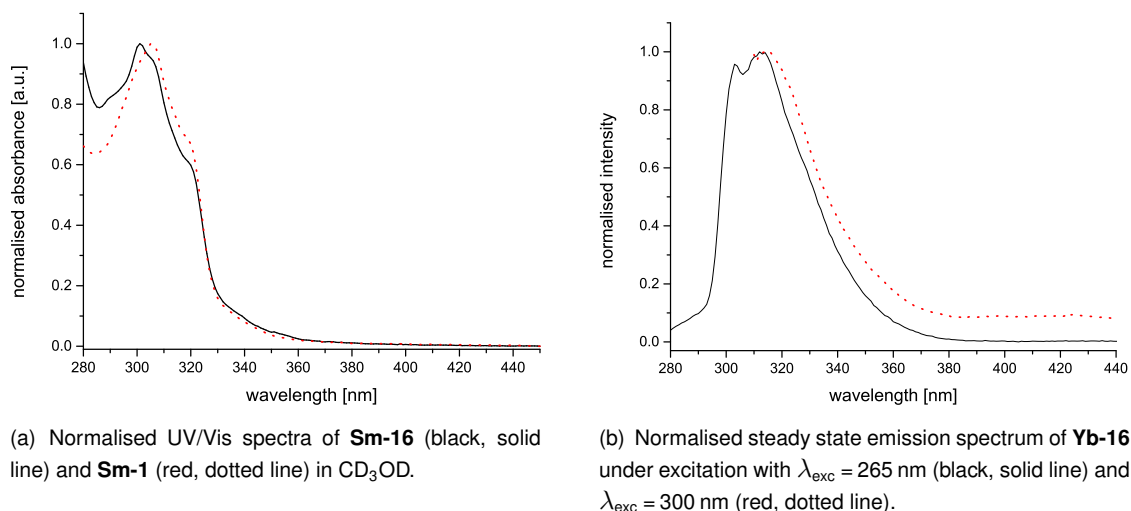 1.0
0.8
0.6
0.4
0.2
0.0
normalised absorbance [a.u.]
280 300 320 340 360 380 400 420 440
wavelength [nm]
(a) Normalised UV/Vis spectra of Sm-16 (black, solid
line) and Sm-1 (red, dotted line) in CD₃OD.
1.0
0.8
0.6
0.4
0.2
0.0
normalised intensity
280 300 320 340 360 380 400 420 440
wavelength [nm]
(b) Normalised steady state emission spectrum of Yb-16
under excitation with λexc = 265 nm (black, solid line) and
λexc = 300 nm (red, dotted line).